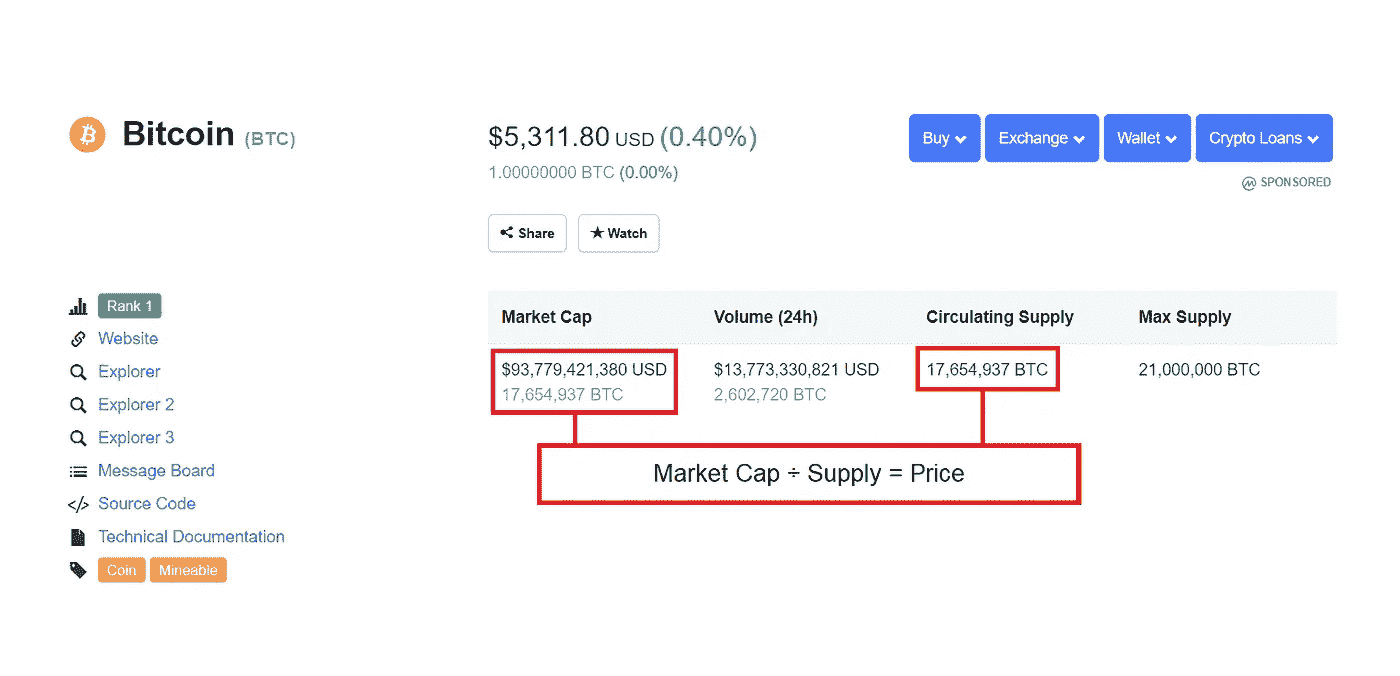 Bitcoin (BTC)
$5,311.80 USD (0.40%)
1.00000000 BTC (0.00%)
Buy
Exchange
Wallet
Crypto Loans
SPONSORED
Share
Watch
Rank 1
Website
Explorer
Explorer 2
Explorer 3
Message Board
Source Code
Technical Documentation
Coin
Mineable
Market Cap
Volume (24h)
Circulating Supply
Max Supply
$93,779,421,380 USD
17,654,937 BTC
$13,773,330,821 USD
2,602,720 BTC
17,654,937 BTC
21,000,000 BTC
Market Cap ÷ Supply = Price